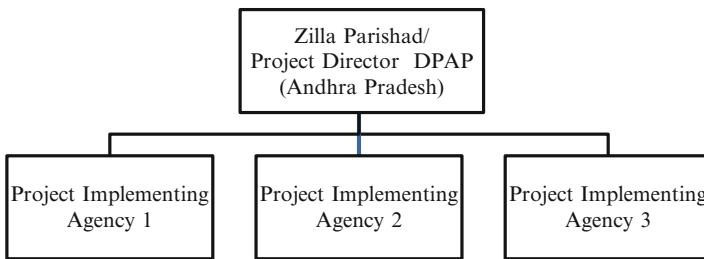 Zilla Parishad/
Project Director DPAP
(Andhra Pradesh)
Project Implementing
Agency 1
Project Implementing
Agency 2
Project Implementing
Agency 3